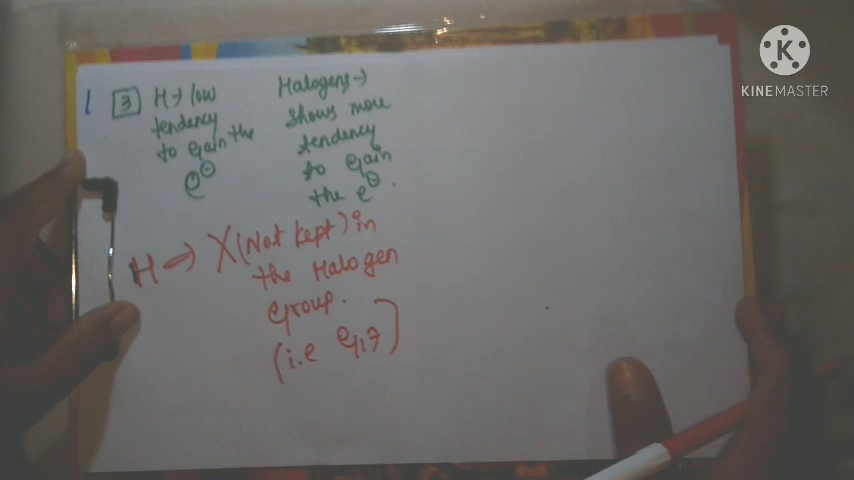 3 H → low
tendency
to gain the
e⊖
Halogens →
shows more
tendency
to gain
the e⊖.
H → X (Not kept) in
the Halogen
Group.
(i.e G17)
K
KINEMASTER